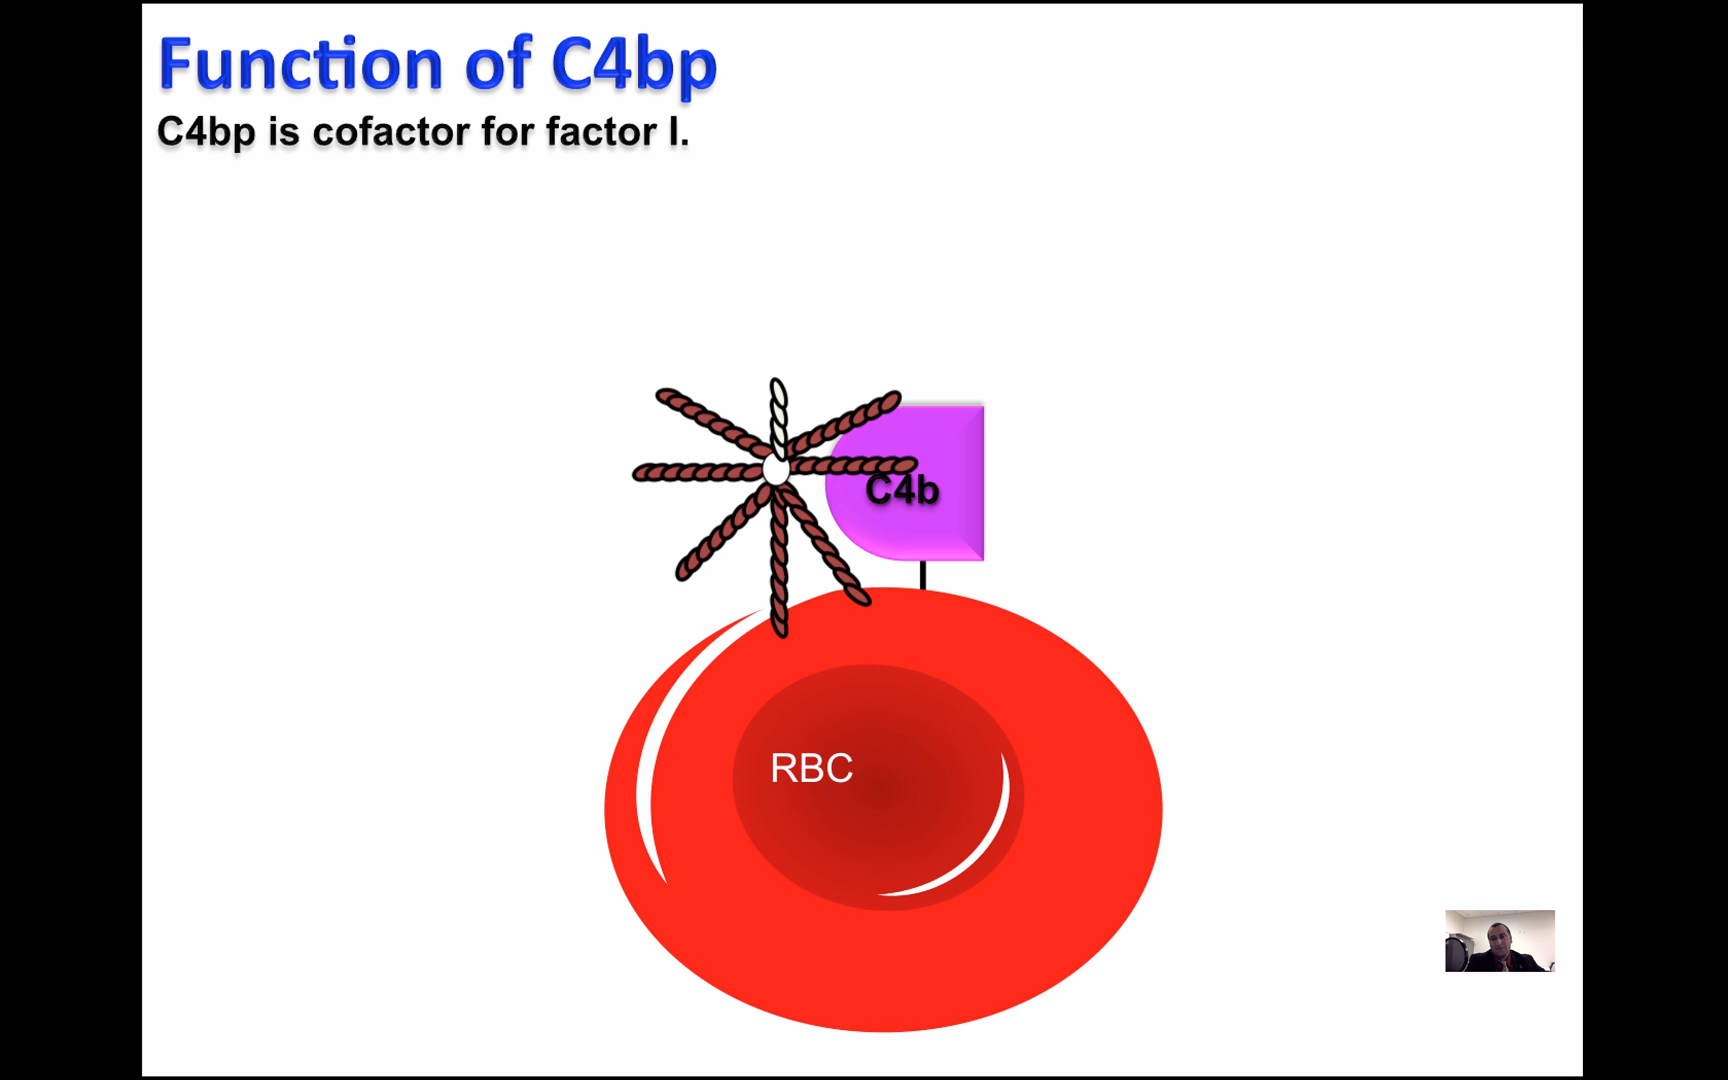 Function of C4bp
C4bp is cofactor for factor I.
C4b
RBC